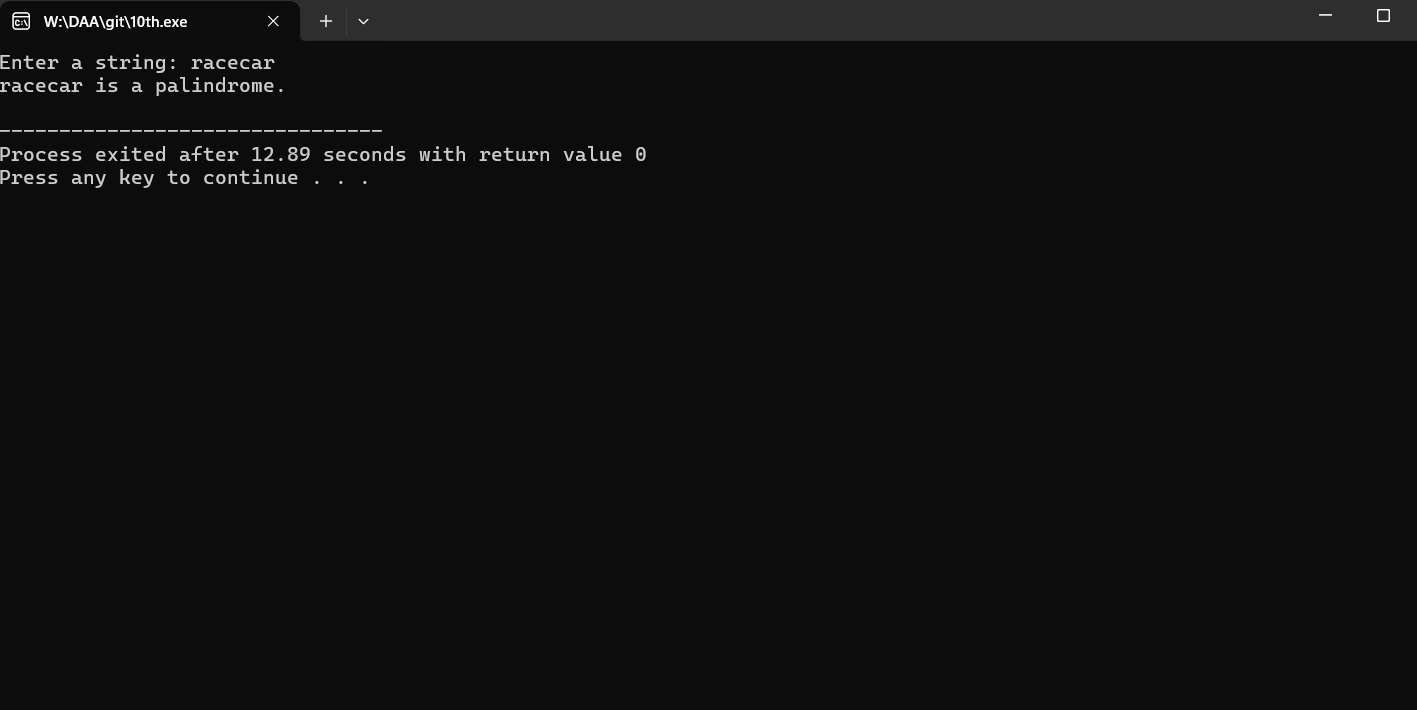 W:\DAA\git\10th.exe
Enter a string: racecar
racecar is a palindrome.
--------------------------------
Process exited after 12.89 seconds with return value 0
Press any key to continue . . .